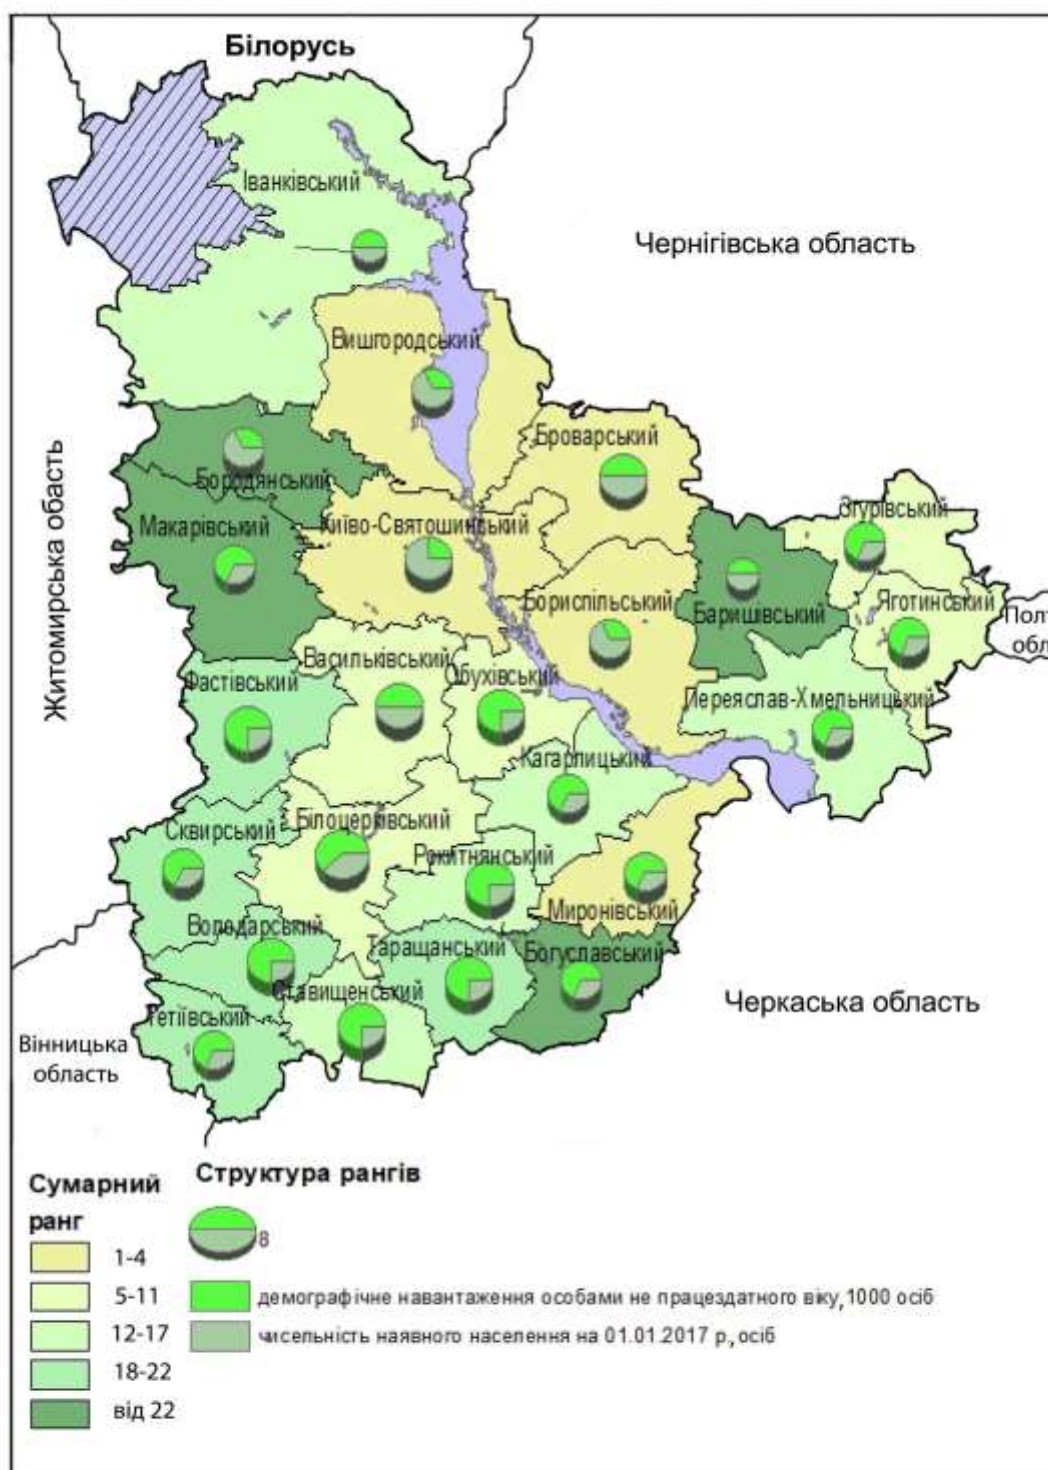 Білорусь
Іванківський
Чернігівська область
Вишгородський
Броварський
Житомирська обасть
Бородянський
Макарівський
Києво-Святошинський
Згурівський
Бориспільський
Баришівський
Яготинський
Пол
обл
Васильківський
Обухівський
Фастівський
Переяслав-Хмельницький
Кагарлицький
Сквирський
Білоцерківський
Рокитнянський
Миронівський
Володарський
Таращанський
Богуславський
Ставищенський
Тетіївський
Черкаська область
Вінницька
область
Сумарний
ранг
1-4
5-11
12-17
18-22
від 22
Структура рангів
8
демографічне навантаження особами не працездатного віку, 1000 осіб
чисельність наявного населення на 01.01.2017 р., осіб